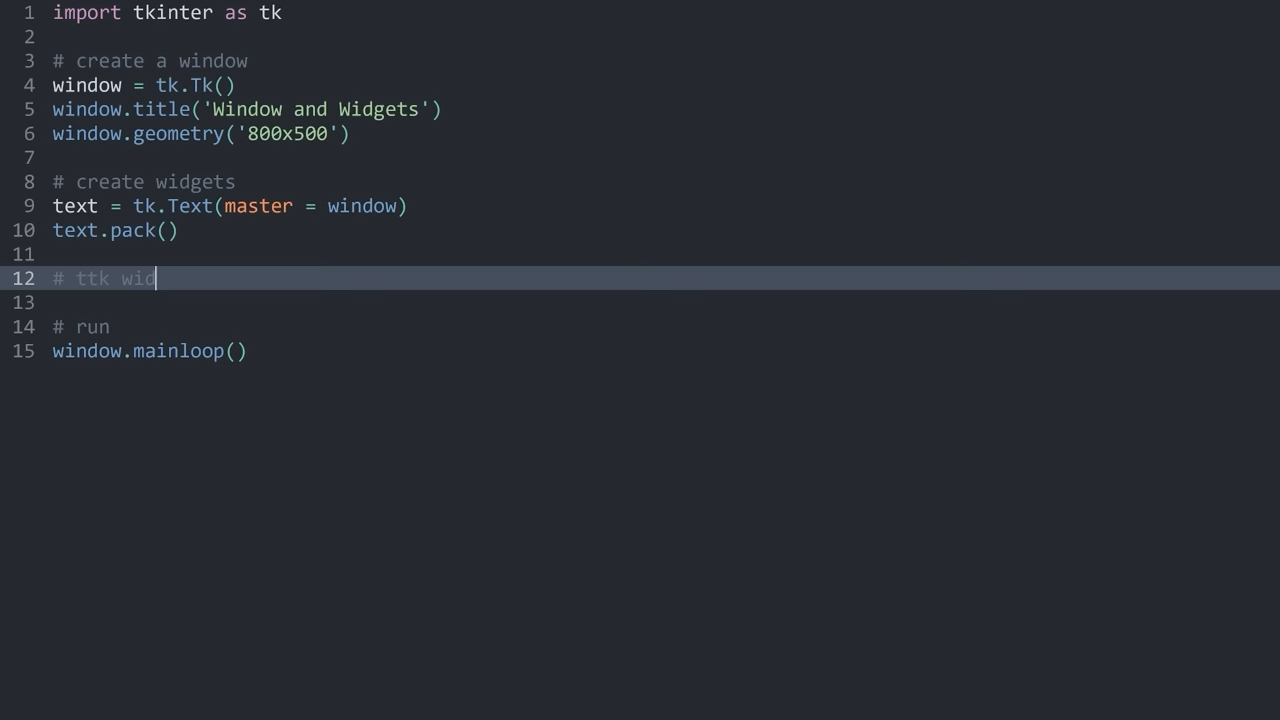 1 import tkinter as tk
2
3 # create a window
4 window = tk.Tk()
5 window.title('Window and Widgets')
6 window.geometry('800x500')
7
8 # create widgets
9 text = tk.Text(master = window)
10 text.pack()
11
12 # ttk wid
13
14 # run
15 window.mainloop()